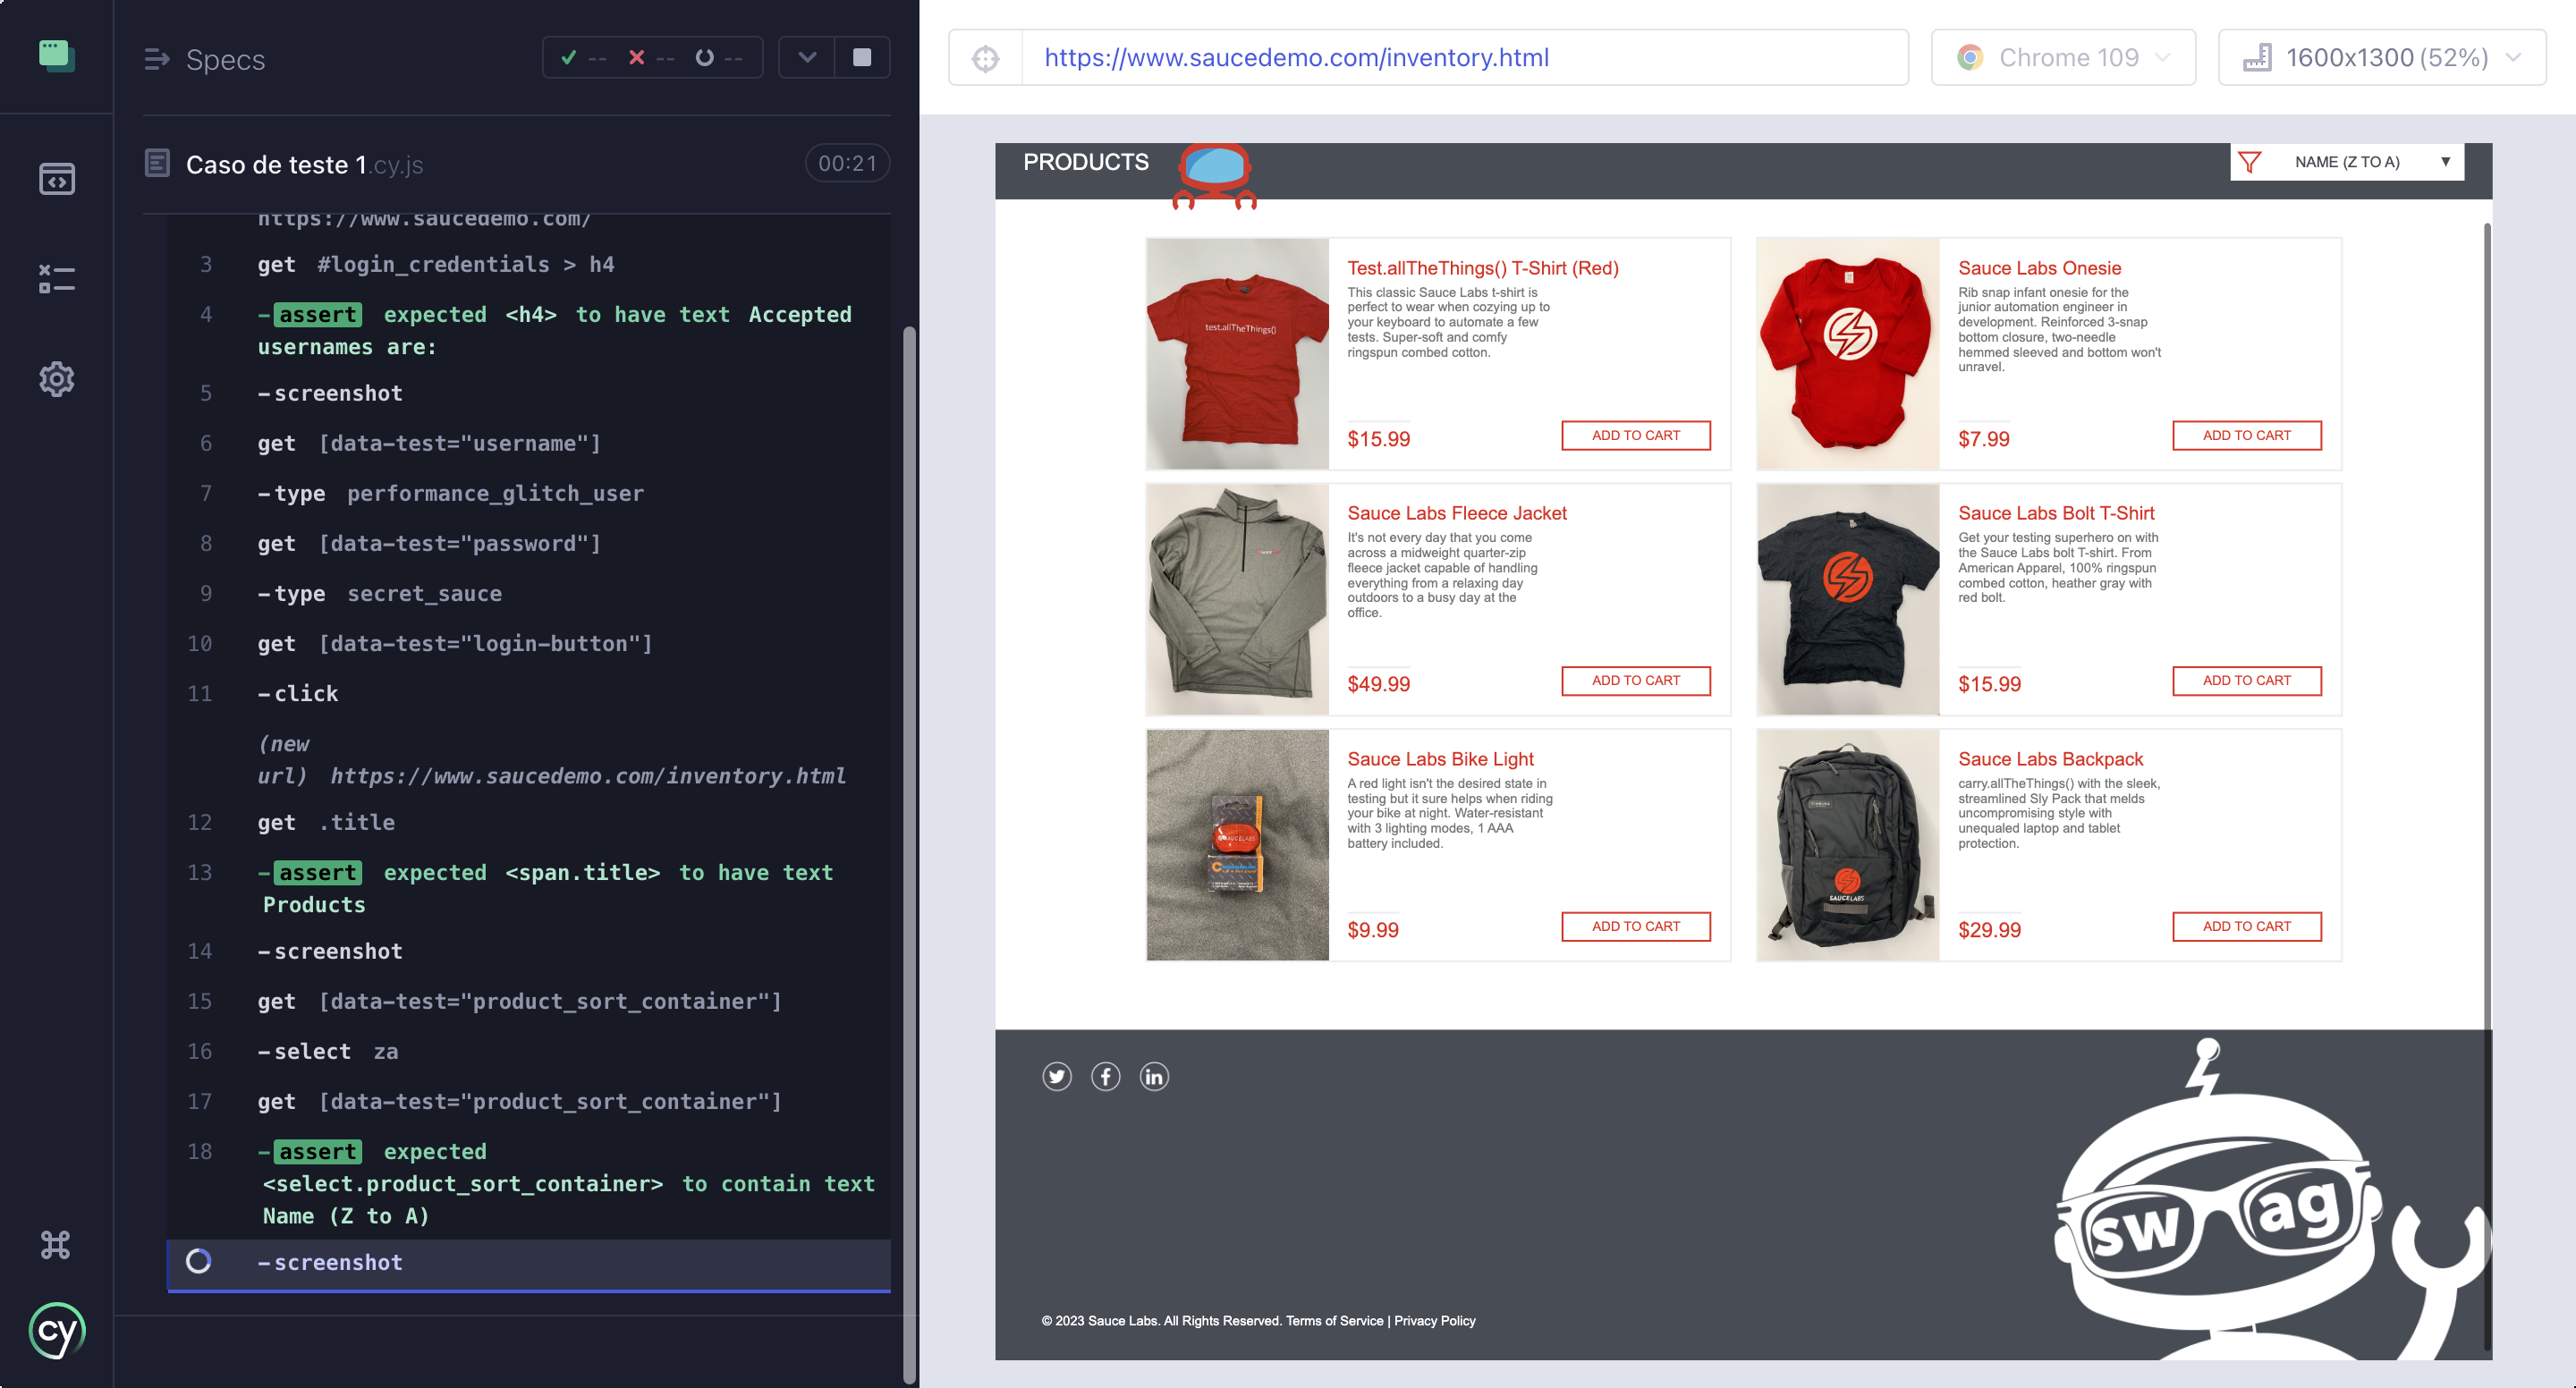 Specs
-- -- --
Caso de teste 1.cy.js
00:21
https://www.saucedemo.com/
3 get #login_credentials > h4
4 -assert expected <h4> to have text Accepted
usernames are:
5 -screenshot
6 get [data-test="username"]
7 -type performance_glitch_user
8 get [data-test="password"]
9 -type secret_sauce
10 get [data-test="login-button"]
11 -click
(new
url) https://www.saucedemo.com/inventory.html
12 get .title
13 -assert expected <span.title> to have text
Products
14 -screenshot
15 get [data-test="product_sort_container"]
16 -select za
17 get [data-test="product_sort_container"]
18 -assert expected
<select.product_sort_container> to contain text
Name (Z to A)
-screenshot
cy
https://www.saucedemo.com/inventory.html
Chrome 109
1600x1300 (52%)
PRODUCTS
NAME (Z TO A)
test.allTheThings()
Test.allTheThings() T-Shirt (Red)
This classic Sauce Labs t-shirt is
perfect to wear when cozying up to
your keyboard to automate a few
tests. Super-soft and comfy
ringspun combed cotton.
$15.99
ADD TO CART
Sauce Labs Onesie
Rib snap infant onesie for the
junior automation engineer in
development. Reinforced 3-snap
bottom closure, two-needle
hemmed sleeved and bottom won't
unravel.
$7.99
ADD TO CART
Sauce Labs Fleece Jacket
It's not every day that you come
across a midweight quarter-zip
fleece jacket capable of handling
everything from a relaxing day
outdoors to a busy day at the
office.
$49.99
ADD TO CART
Sauce Labs Bolt T-Shirt
Get your testing superhero on with
the Sauce Labs bolt T-shirt. From
American Apparel, 100% ringspun
combed cotton, heather gray with
red bolt.
$15.99
ADD TO CART
SAUCELABS
Sauce Labs Bike Light
A red light isn't the desired state in
testing but it sure helps when riding
your bike at night. Water-resistant
with 3 lighting modes, 1 AAA
battery included.
$9.99
ADD TO CART
SAUCELABS
Sauce Labs Backpack
carry.allTheThings() with the sleek,
streamlined Sly Pack that melds
uncompromising style with
unequaled laptop and tablet
protection.
$29.99
ADD TO CART
swag
© 2023 Sauce Labs. All Rights Reserved. Terms of Service | Privacy Policy